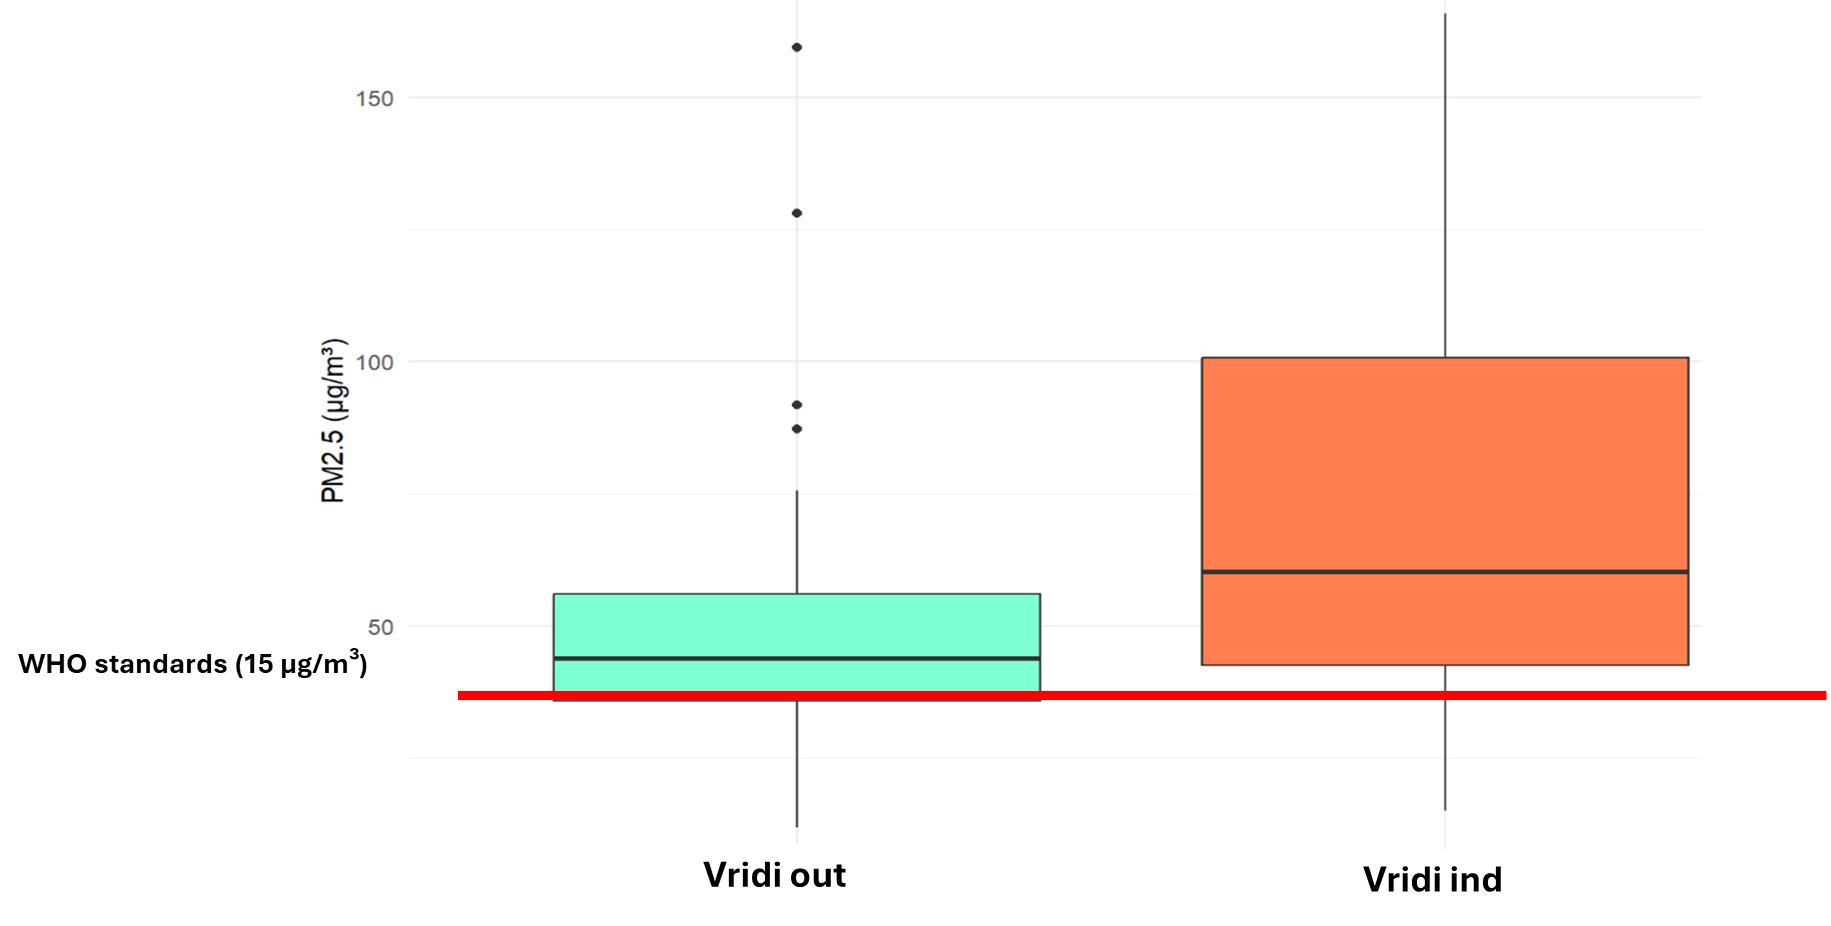 150
100
PM2.5 (µg/m³)
50
WHO standards (15 µg/m³)
Vridi out
Vridi ind